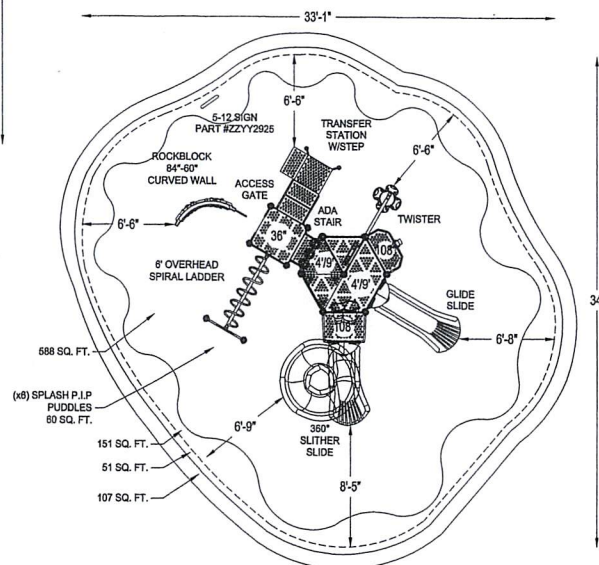 33'-1"
6'-6"
5-12 SIGN
PART #ZZYY2925
TRANSFER
STATION
W/STEP
6'-6"
ROCKBLOCK
84"-60"
CURVED WALL
ACCESS
GATE
ADA
STAIR
TWISTER
6'-6"
36"
108
4'/9'
4'/9'
6' OVERHEAD
SPIRAL LADDER
GLIDE
SLIDE
34
108
6'-8"
588 SQ. FT.
(x6) SPLASH P.I.P
PUDDLES
60 SQ. FT.
6'-9"
360°
SLITHER
SLIDE
151 SQ. FT.
51 SQ. FT.
8'-5"
107 SQ. FT.